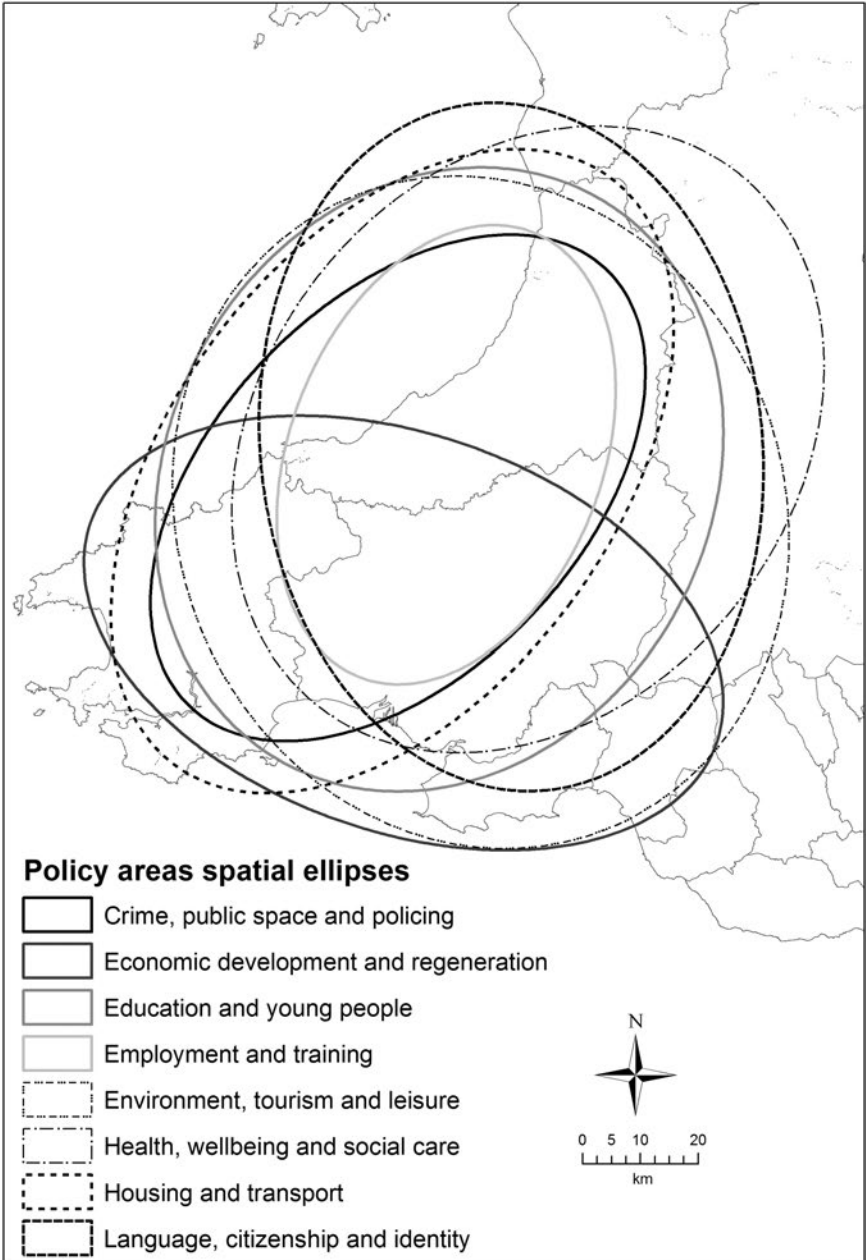 Policy areas spatial ellipses
Crime, public space and policing
Economic development and regeneration
Education and young people
Employment and training
Environment, tourism and leisure
Health, wellbeing and social care
Housing and transport
Language, citizenship and identity
N
0 5 10 20
km